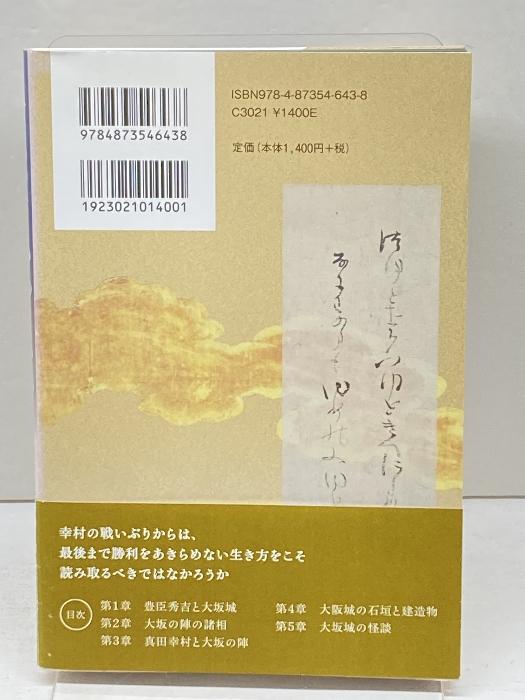 9784873546438
1923021014001
ISBN978-4-87354-643-8
C3021 ¥1400E
定価(本体1,400円+税)
幸村の戦いぶりからは、
最後まで勝利をあきらめない生き方をこそ
読み取るべきではなかろうか
目次
第1章 豊臣秀吉と大坂城
第2章 大坂の陣の諸相
第3章 真田幸村と大坂の陣
第4章 大阪城の石垣と建造物
第5章 大坂城の怪談